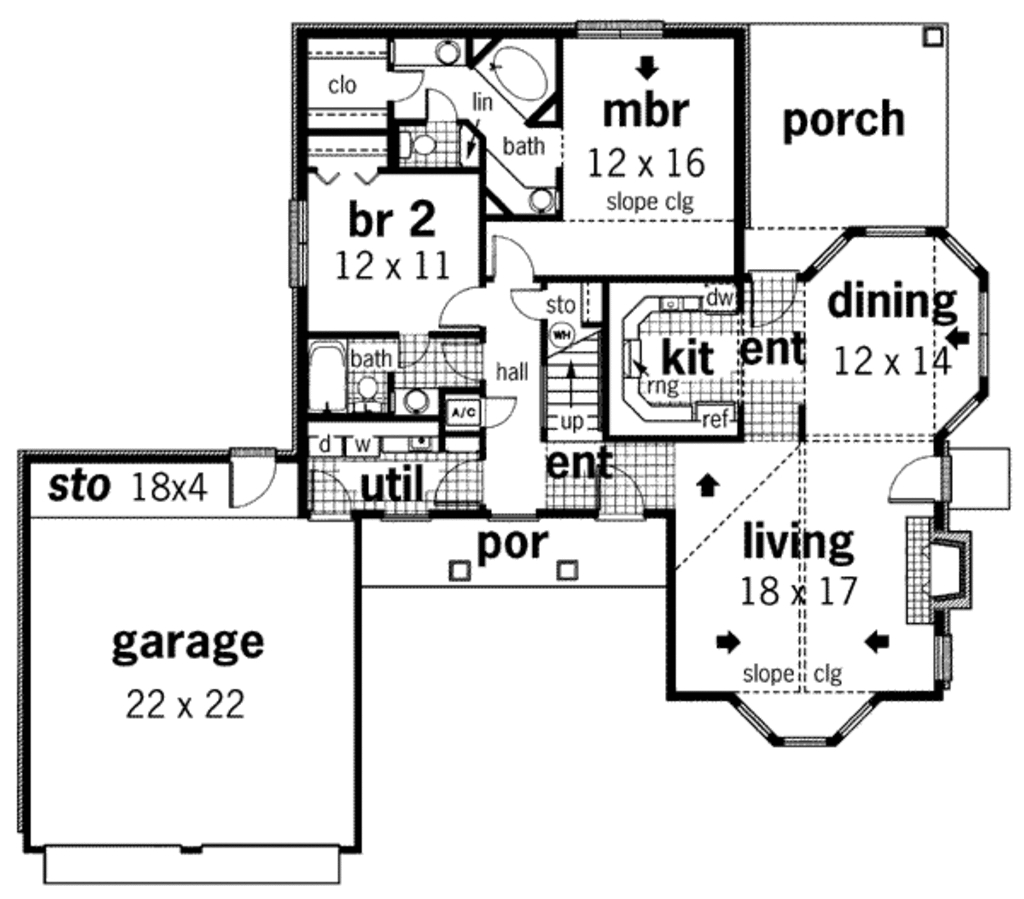 clo
lin
bath
mbr
12 x 16
slope clg
porch
br 2
12 x 11
sto
WH
dw
kit
rng
ref
ent
dining
12 x 14
bath
hall
A/C
up
d
w
util
ent
sto 18x4
por
living
18 x 17
slope clg
garage
22 x 22